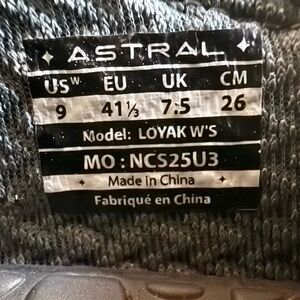 ASTRAL
USW EU UK CM
9 41⅓ 7.5 26
Model: LOYAK W'S
MO : NCS25U3
Made in China
Fabriqué en China